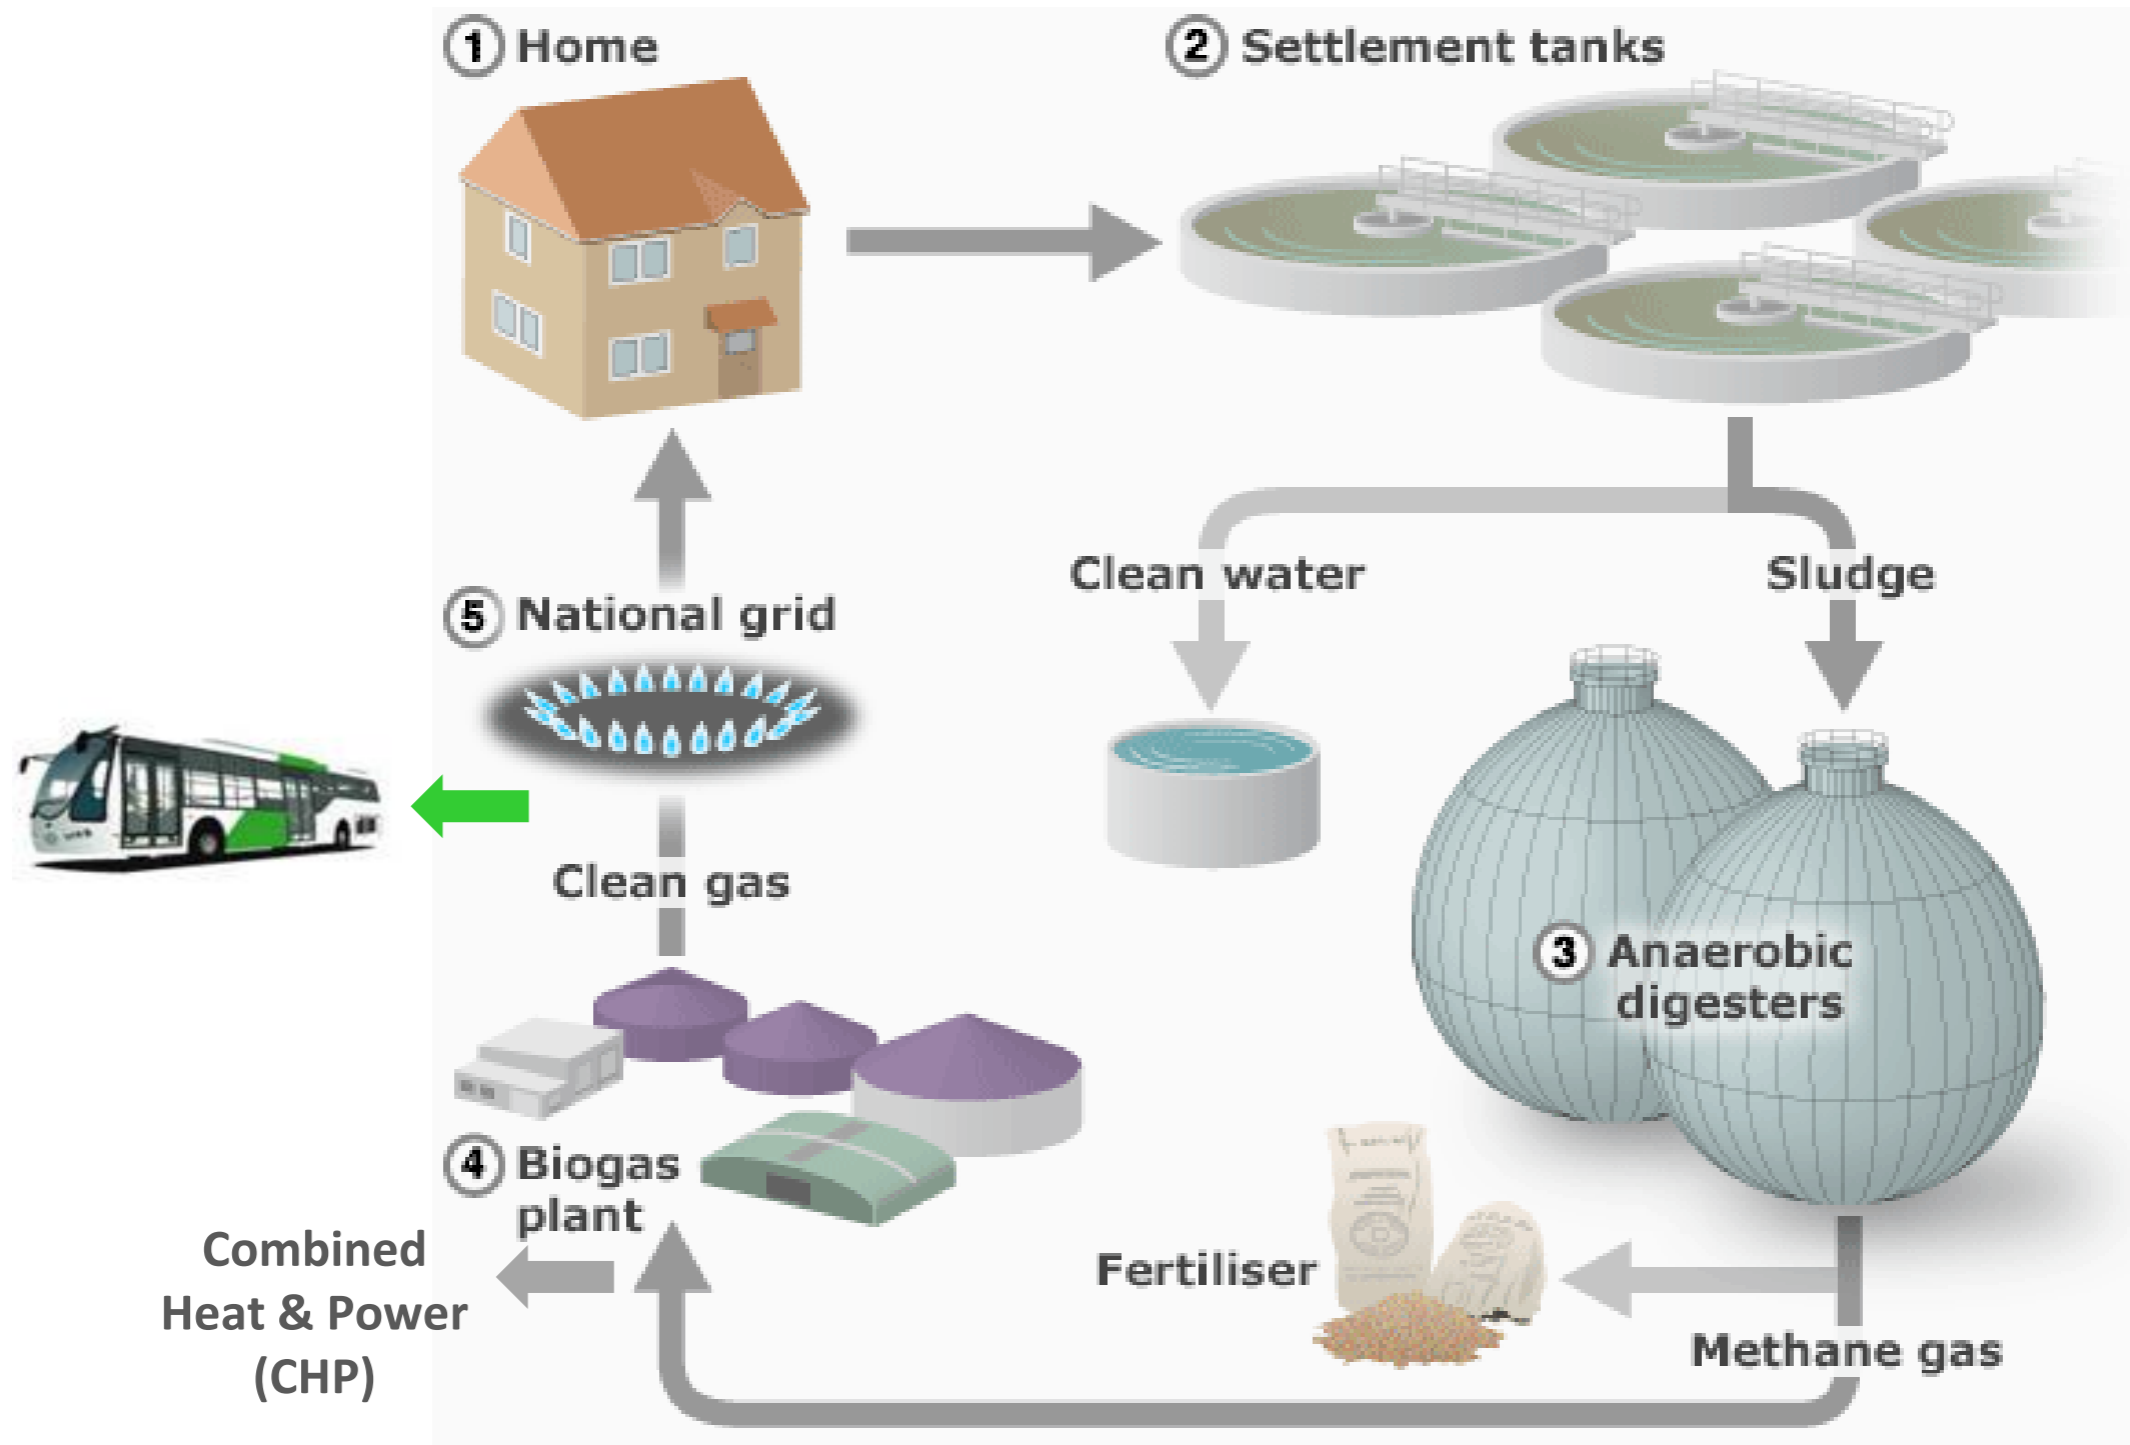 1 Home
2 Settlement tanks
Clean water
Sludge
5 National grid
Clean gas
3 Anaerobic
digesters
4 Biogas
plant
Combined
Heat & Power
(CHP)
Fertiliser
Methane gas